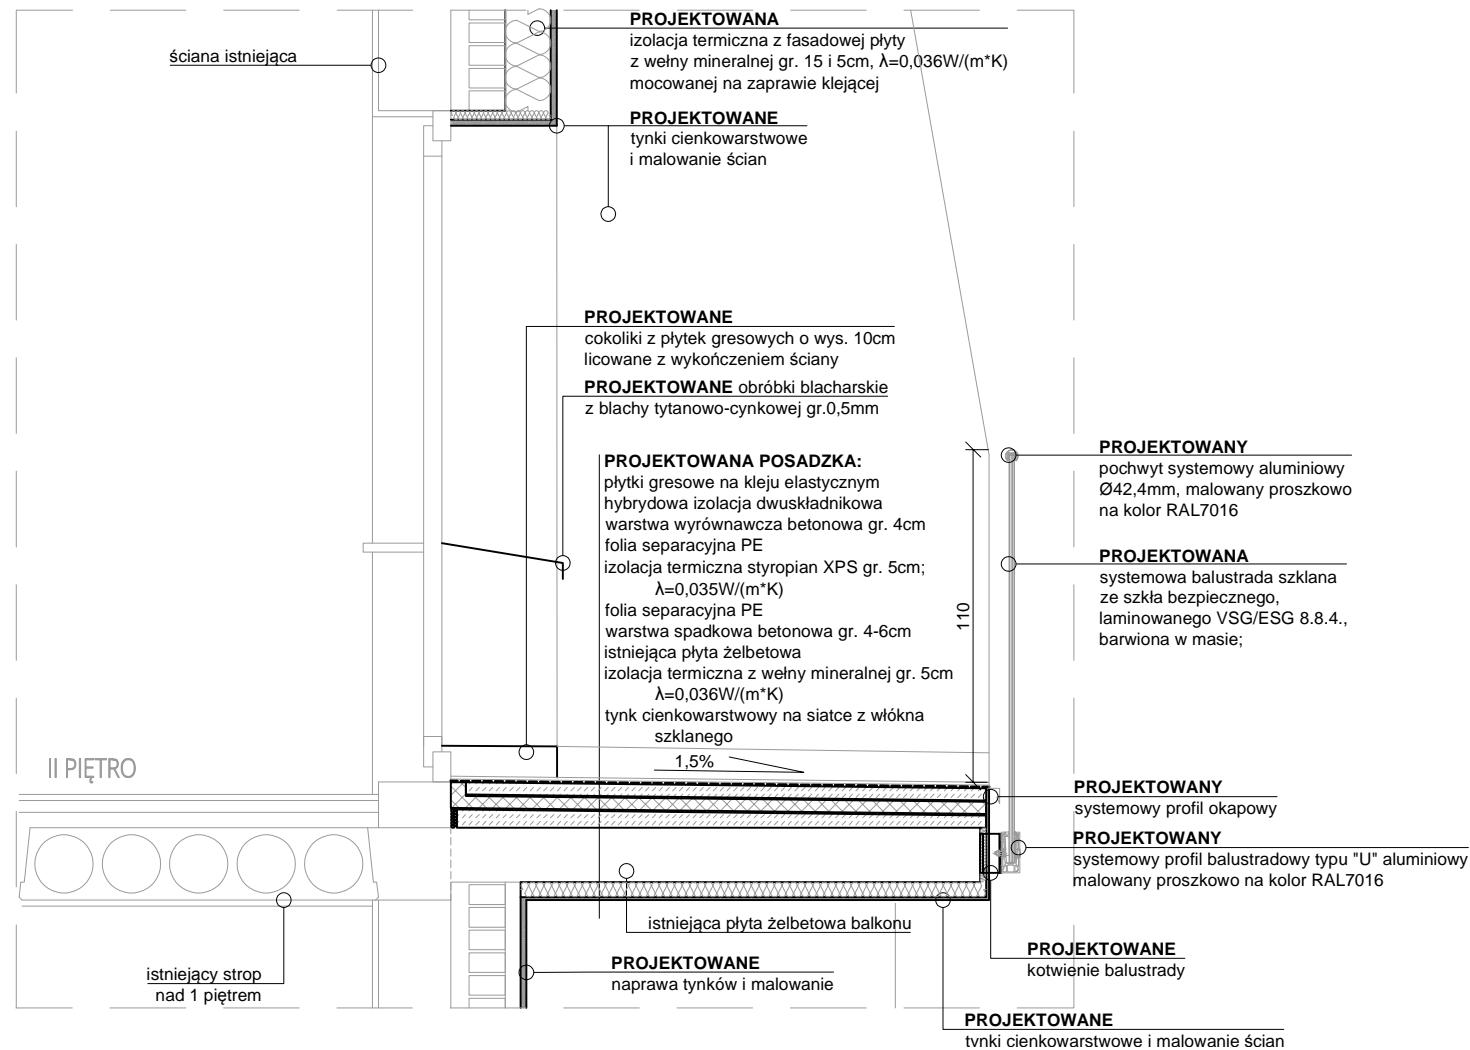 PROJEKTOWANA
izolacja termiczna z fasadowej płyty
z wełny mineralnej gr. 15 i 5cm, λ=0,036W/(m*K)
mocowanej na zaprawie klejącej
ściana istniejąca
PROJEKTOWANE
tynki cienkowarstwowe
i malowanie ścian
PROJEKTOWANE
cokoliki z płytek gresowych o wys. 10cm
licowane z wykończeniem ściany
PROJEKTOWANE obróbki blacharskie
z blachy tytanowo-cynkowej gr.0,5mm
PROJEKTOWANA POSADZKA:
płytki gresowe na kleju elastycznym
hybrydowa izolacja dwuskładnikowa
warstwa wyrównawcza betonowa gr. 4cm
folia separacyjna PE
izolacja termiczna styropian XPS gr. 5cm;
λ=0,035W/(m*K)
folia separacyjna PE
warstwa spadkowa betonowa gr. 4-6cm
istniejąca płyta żelbetowa
izolacja termiczna z wełny mineralnej gr. 5cm
λ=0,036W/(m*K)
tynk cienkowarstwowy na siatce z włókna
szklanego
110
1,5%
PROJEKTOWANY
pochwyt systemowy aluminiowy
Ø42,4mm, malowany proszkowo
na kolor RAL7016
PROJEKTOWANA
systemowa balustrada szklana
ze szkła bezpiecznego,
laminowanego VSG/ESG 8.8.4.,
barwiona w masie;
II PIĘTRO
PROJEKTOWANY
systemowy profil okapowy
PROJEKTOWANY
systemowy profil balustradowy typu "U" aluminiowy
malowany proszkowo na kolor RAL7016
istniejąca płyta żelbetowa balkonu
PROJEKTOWANE
kotwienie balustrady
PROJEKTOWANE
naprawa tynków i malowanie
istniejący strop
nad 1 piętrem
PROJEKTOWANE
tynki cienkowarstwowe i malowanie ścian